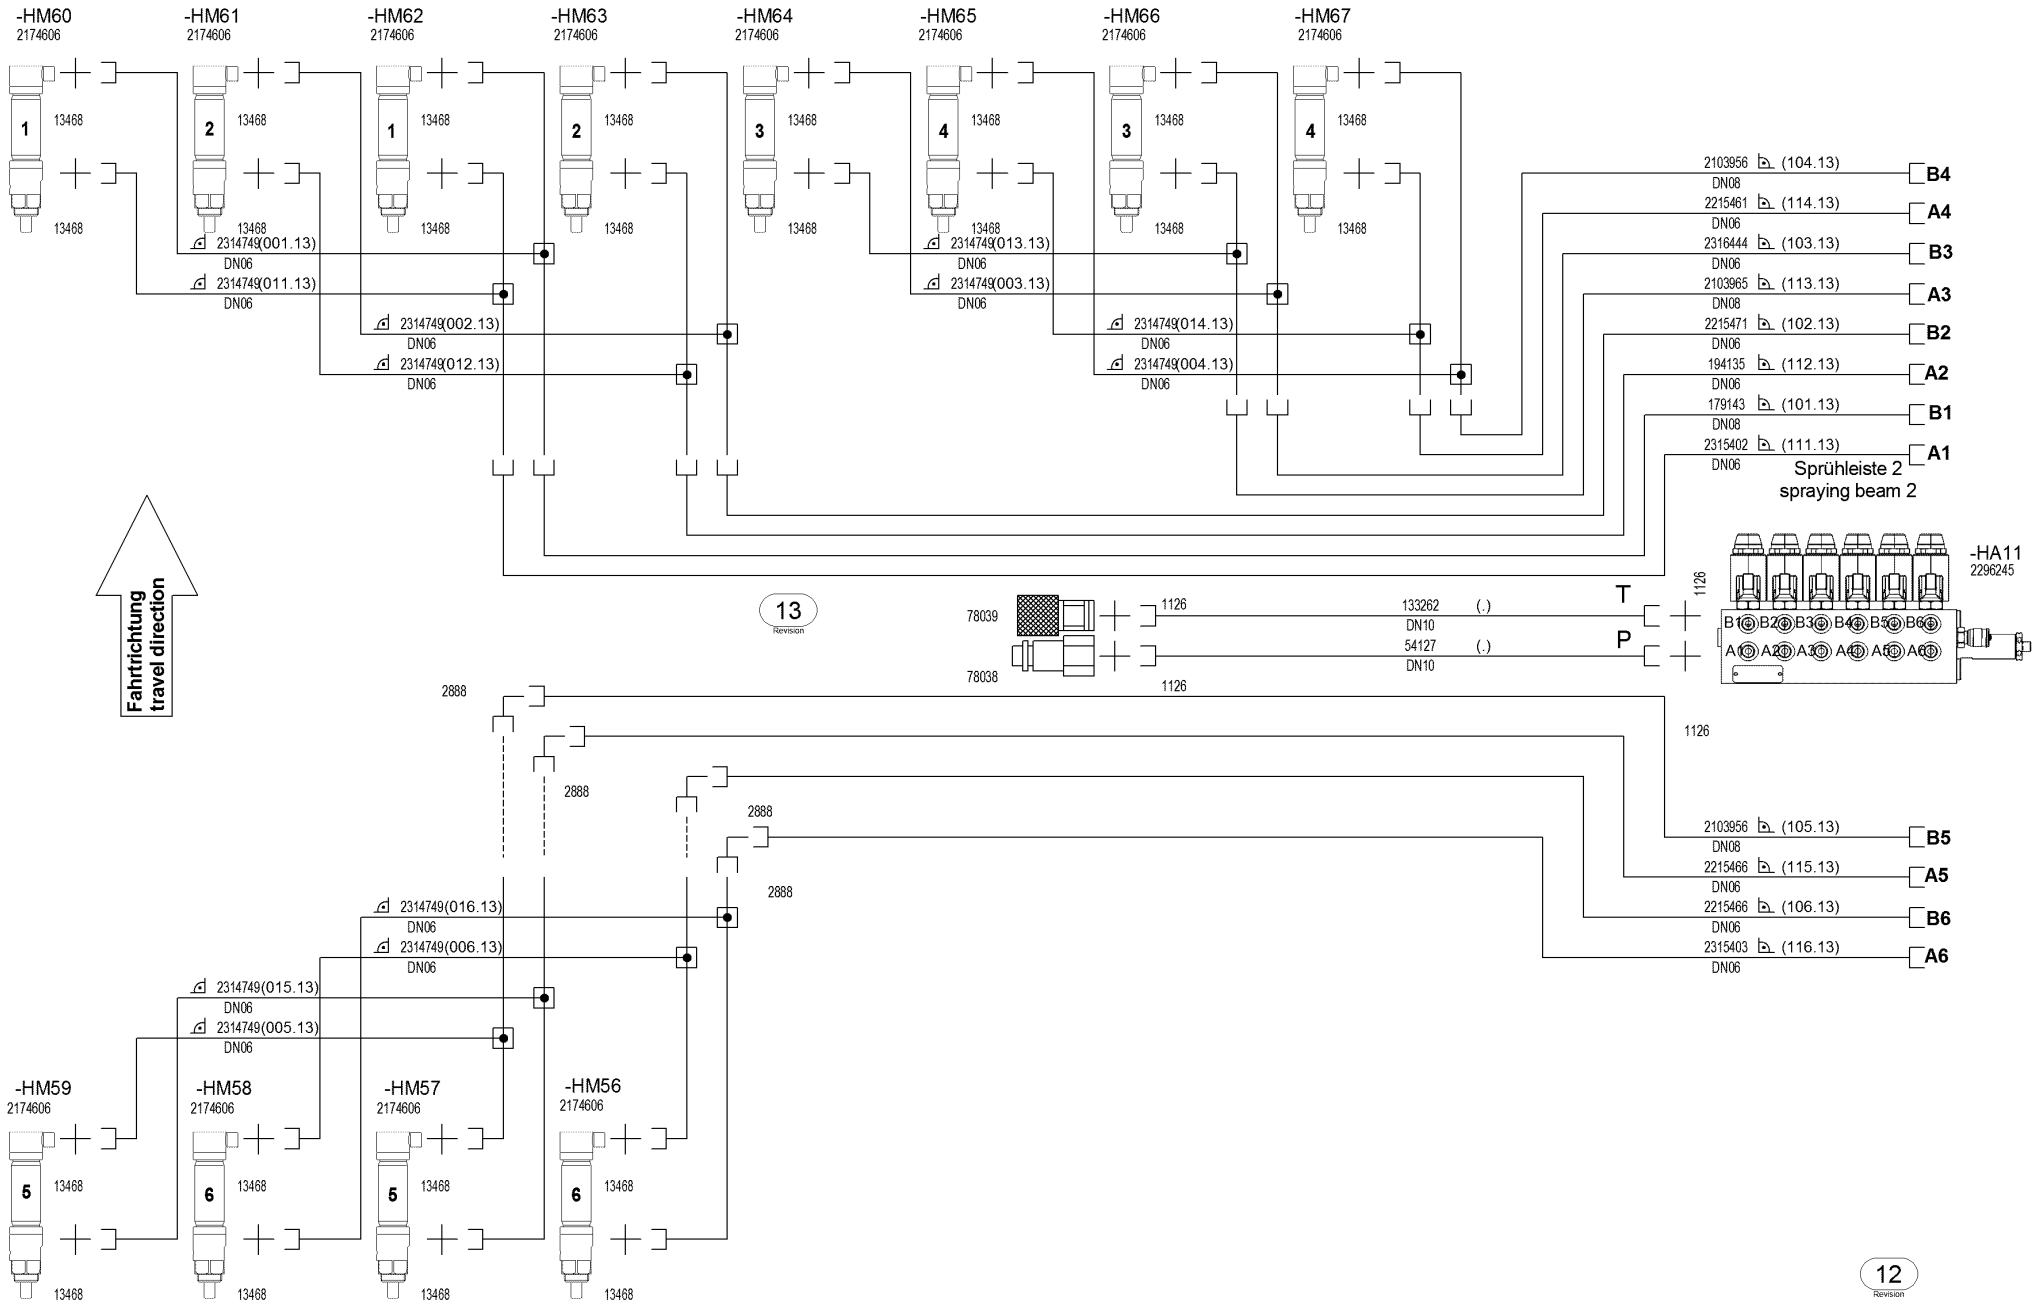 -HM60 -HM61 -HM62 -HM63 -HM64 -HM65 -HM66 -HM67
2174606 2174606 2174606 2174606 2174606 2174606 2174606 2174606
1 2 1 2 3 4 3 4
13468 13468 13468 13468 13468 13468 13468 13468
13468 13468 13468 13468 13468 13468 13468 13468
2314749(001.13)
DN06
2314749(011.13)
DN06
2314749(002.13)
DN06
2314749(012.13)
DN06
2314749(013.13)
DN06
2314749(003.13)
DN06
2314749(014.13)
DN06
2314749(004.13)
DN06
2103956 (104.13) B4
DN08
2215461 (114.13) A4
DN06
2316444 (103.13) B3
DN06
2103965 (113.13) A3
DN08
2215471 (102.13) B2
DN06
194135 (112.13) A2
DN06
179143 (101.13) B1
DN08
2315402 (111.13) A1
DN06
Sprühleiste 2
spraying beam 2
Fahrtrichtung
travel direction
13
Revision
-HA11
2296245
1126
78039 1126 133262 (.) T
DN10
54127 (.) P
DN10
78038
1126
1126
B1 B2 B3 B4 B5 B6
A1 A2 A3 A4 A5 A6
2888
2888
2888
2888
2103956 (105.13) B5
DN08
2215466 (115.13) A5
DN06
2215466 (106.13) B6
DN06
2315403 (116.13) A6
DN06
2314749(016.13)
DN06
2314749(006.13)
DN06
2314749(015.13)
DN06
2314749(005.13)
DN06
-HM59 -HM58 -HM57 -HM56
2174606 2174606 2174606 2174606
5 6 5 6
13468 13468 13468 13468
13468 13468 13468 13468
12
Revision